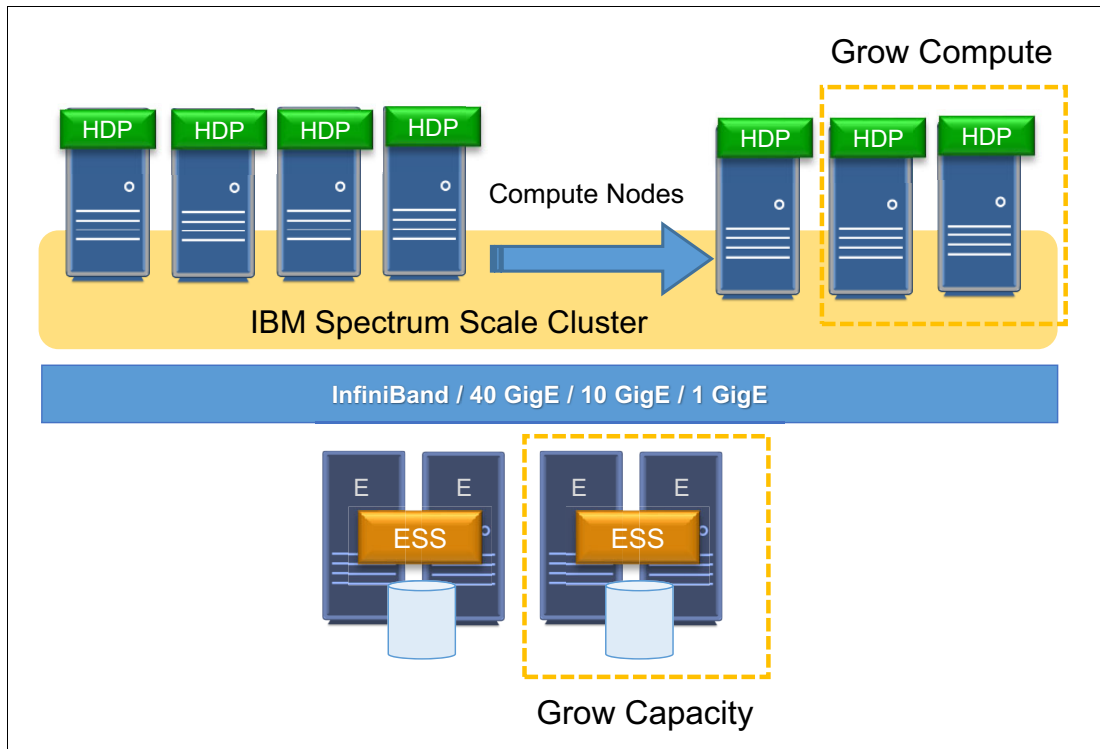 Grow Compute
HDP HDP HDP HDP HDP HDP HDP
Compute Nodes
IBM Spectrum Scale Cluster
InfiniBand / 40 GigE / 10 GigE / 1 GigE
E E E E
ESS ESS
Grow Capacity